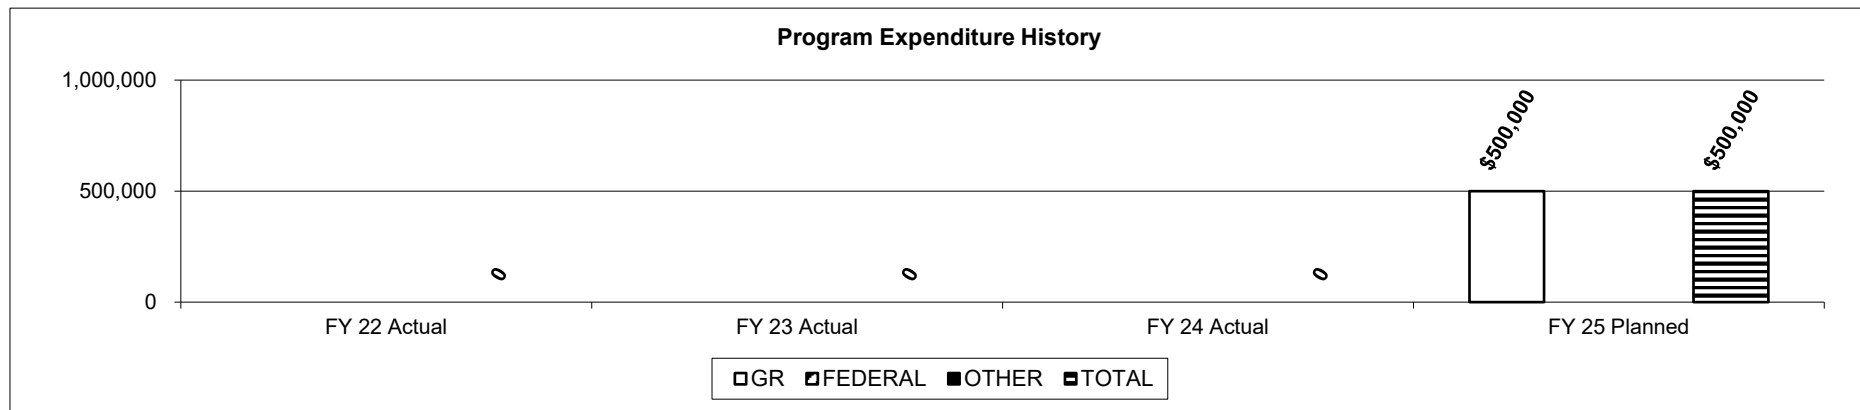 Program Expenditure History
1,000,000
$500,000 $500,000
500,000
0 0 0
0
FY 22 Actual FY 23 Actual FY 24 Actual FY 25 Planned
GR FEDERAL OTHER TOTAL